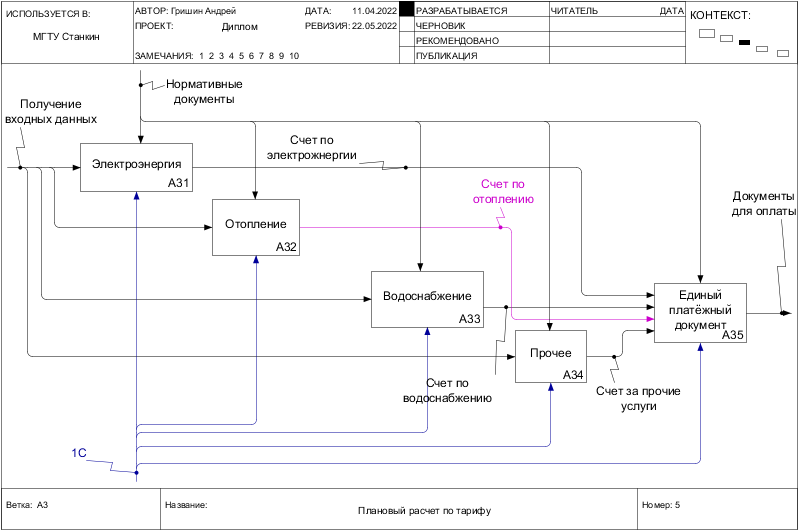 ИСПОЛЬЗУЕТСЯ В:
МГТУ Станкин
АВТОР: Гришин Андрей
ДАТА: 11.04.2022
ПРОЕКТ: Диплом
РЕВИЗИЯ: 22.05.2022
ЗАМЕЧАНИЯ: 1 2 3 4 5 6 7 8 9 10
РАЗРАБАТЫВАЕТСЯ
ЧЕРНОВИК
РЕКОМЕНДОВАНО
ПУБЛИКАЦИЯ
ЧИТАТЕЛЬ ДАТА
КОНТЕКСТ:
Нормативные
документы
Получение
входных данных
Электроэнергия
A31
Счет по
электрожнергии
Отопление
A32
Счет по
отоплению
Документы
для оплаты
Водоснабжение
A33
Единый
платёжный
документ
A35
Прочее
A34
Счет по
водоснабжению
Счет за прочие
услуги
1С
Ветка: A3
Название:
Плановый расчет по тарифу
Номер: 5